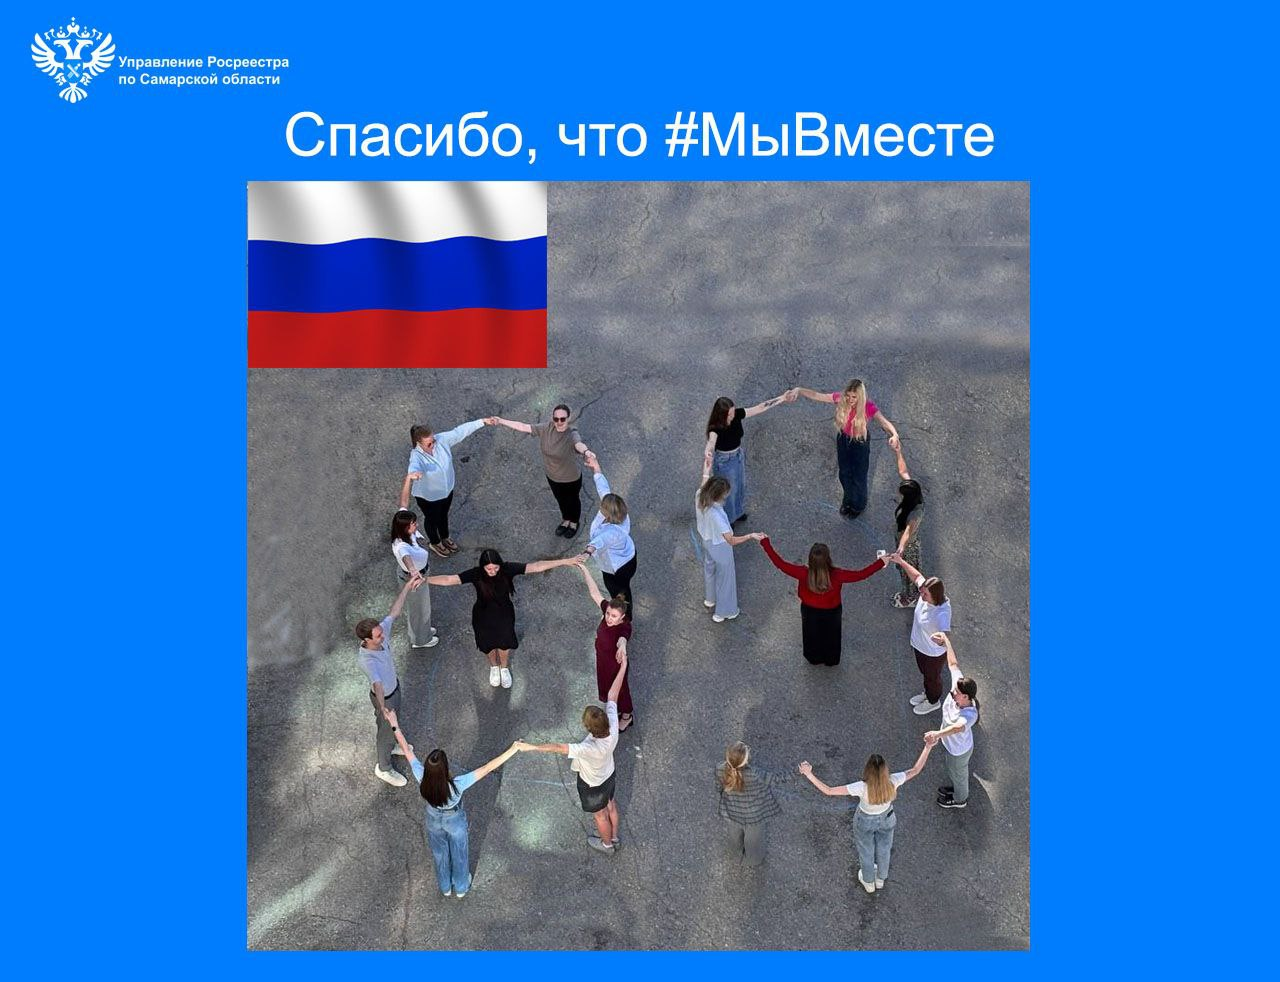 Управление Росреестра
по Самарской области
Спасибо, что #МыВместе